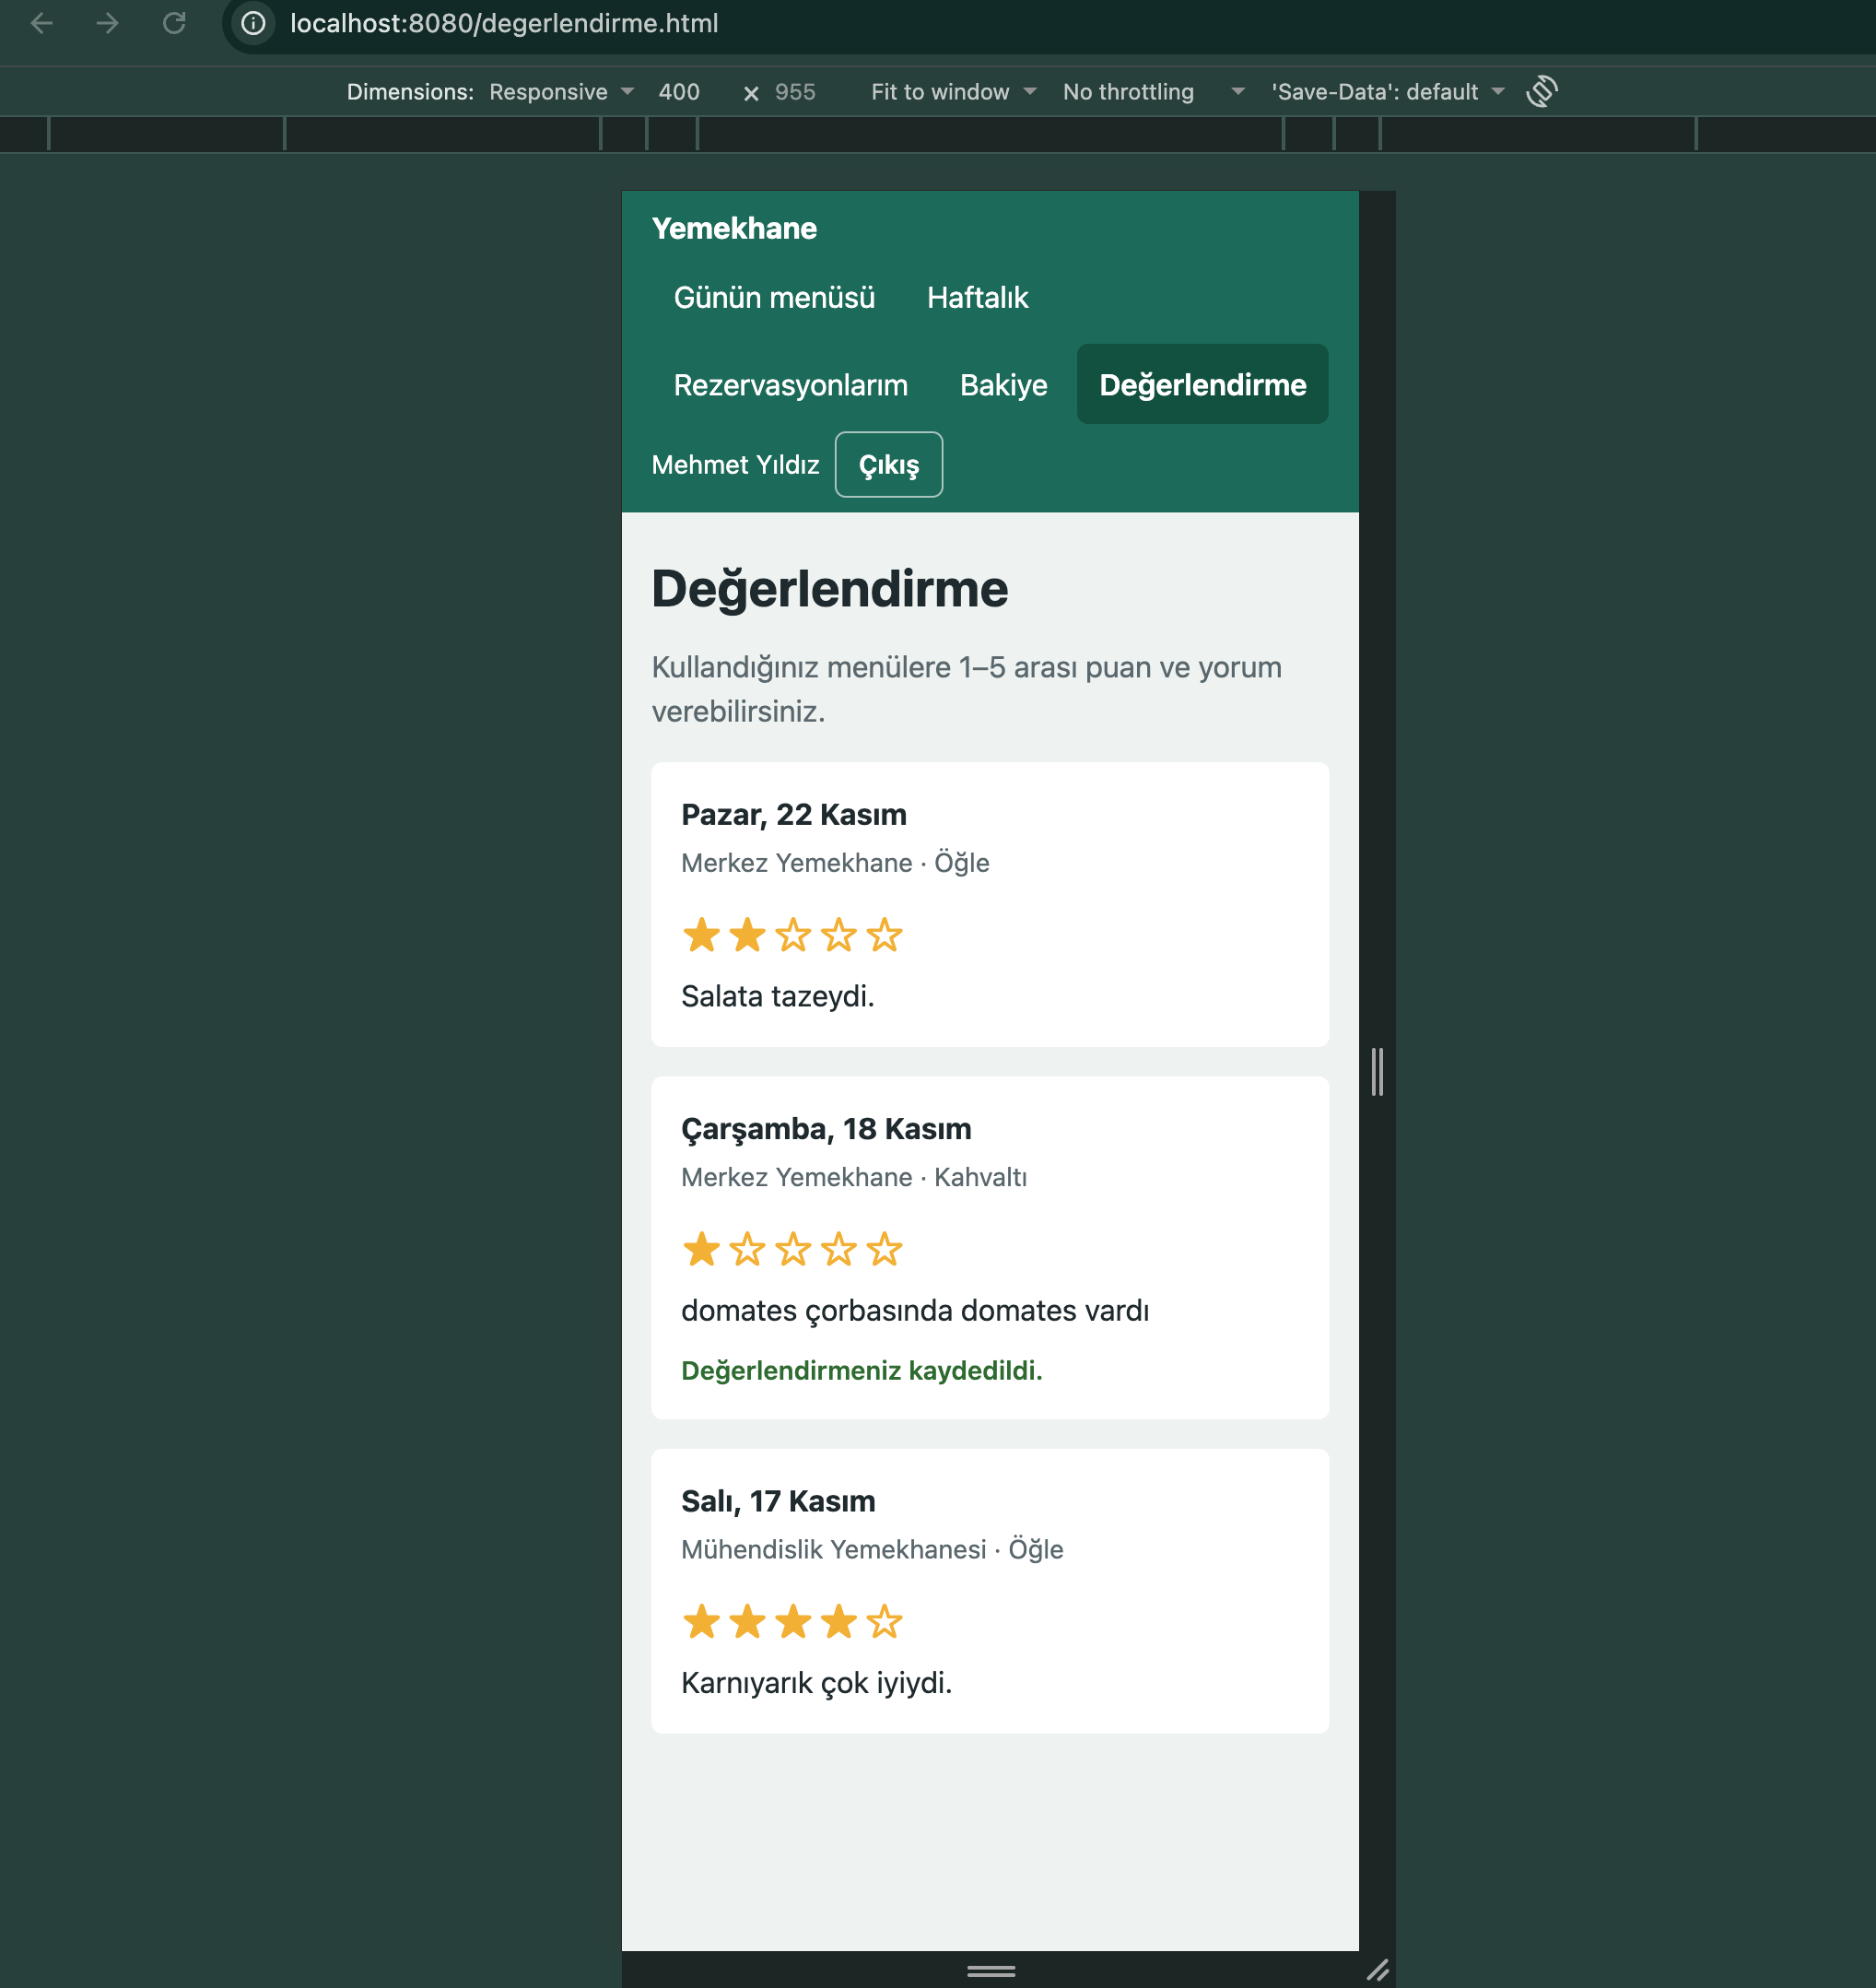 localhost:8080/degerlendirme.html
Dimensions: Responsive 400 × 955 Fit to window No throttling 'Save-Data': default
Yemekhane
Günün menüsü Haftalık
Rezervasyonlarım Bakiye Değerlendirme
Mehmet Yıldız Çıkış
Değerlendirme
Kullandığınız menülere 1–5 arası puan ve yorum
verebilirsiniz.
Pazar, 22 Kasım
Merkez Yemekhane · Öğle
Salata tazeydi.
Çarşamba, 18 Kasım
Merkez Yemekhane · Kahvaltı
domates çorbasında domates vardı
Değerlendirmeniz kaydedildi.
Salı, 17 Kasım
Mühendislik Yemekhanesi · Öğle
Karnıyarık çok iyiydi.